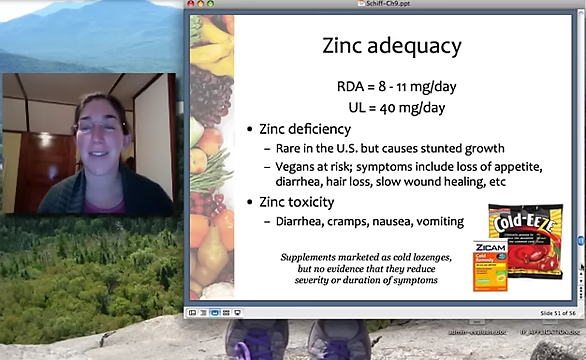 Schiff-Ch9.ppt
Zinc adequacy
RDA = 8 - 11 mg/day
UL = 40 mg/day
• Zinc deficiency
– Rare in the U.S. but causes stunted growth
– Vegans at risk; symptoms include loss of appetite,
diarrhea, hair loss, slow wound healing, etc
• Zinc toxicity
– Diarrhea, cramps, nausea, vomiting
Supplements marketed as cold lozenges,
but no evidence that they reduce
severity or duration of symptoms
COLD-EEZE
ZICAM
Cold
Remedy
Slide 51 of 56